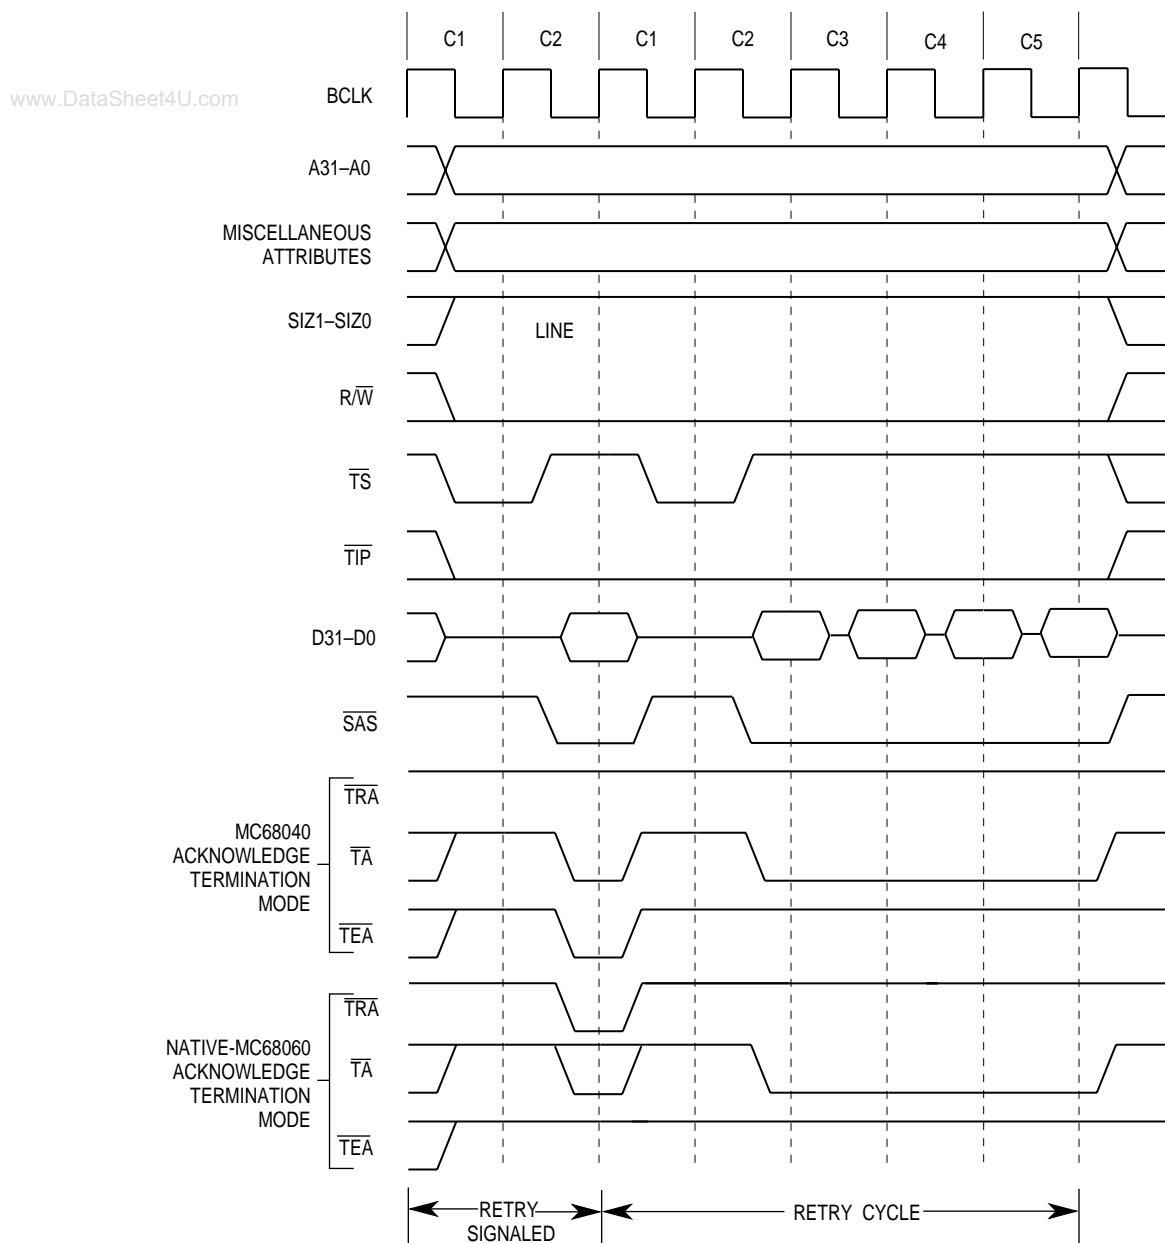 C1 C2 C1 C2 C3 C4 C5
www.DataSheet4U.com
BCLK
A31–A0
MISCELLANEOUS
ATTRIBUTES
SIZ1–SIZ0
LINE
R/W
TS
TIP
D31–D0
SAS
MC68040
ACKNOWLEDGE
TERMINATION
MODE
TRA
TA
TEA
NATIVE-MC68060
ACKNOWLEDGE
TERMINATION
MODE
TRA
TA
TEA
RETRY
SIGNALED
RETRY CYCLE